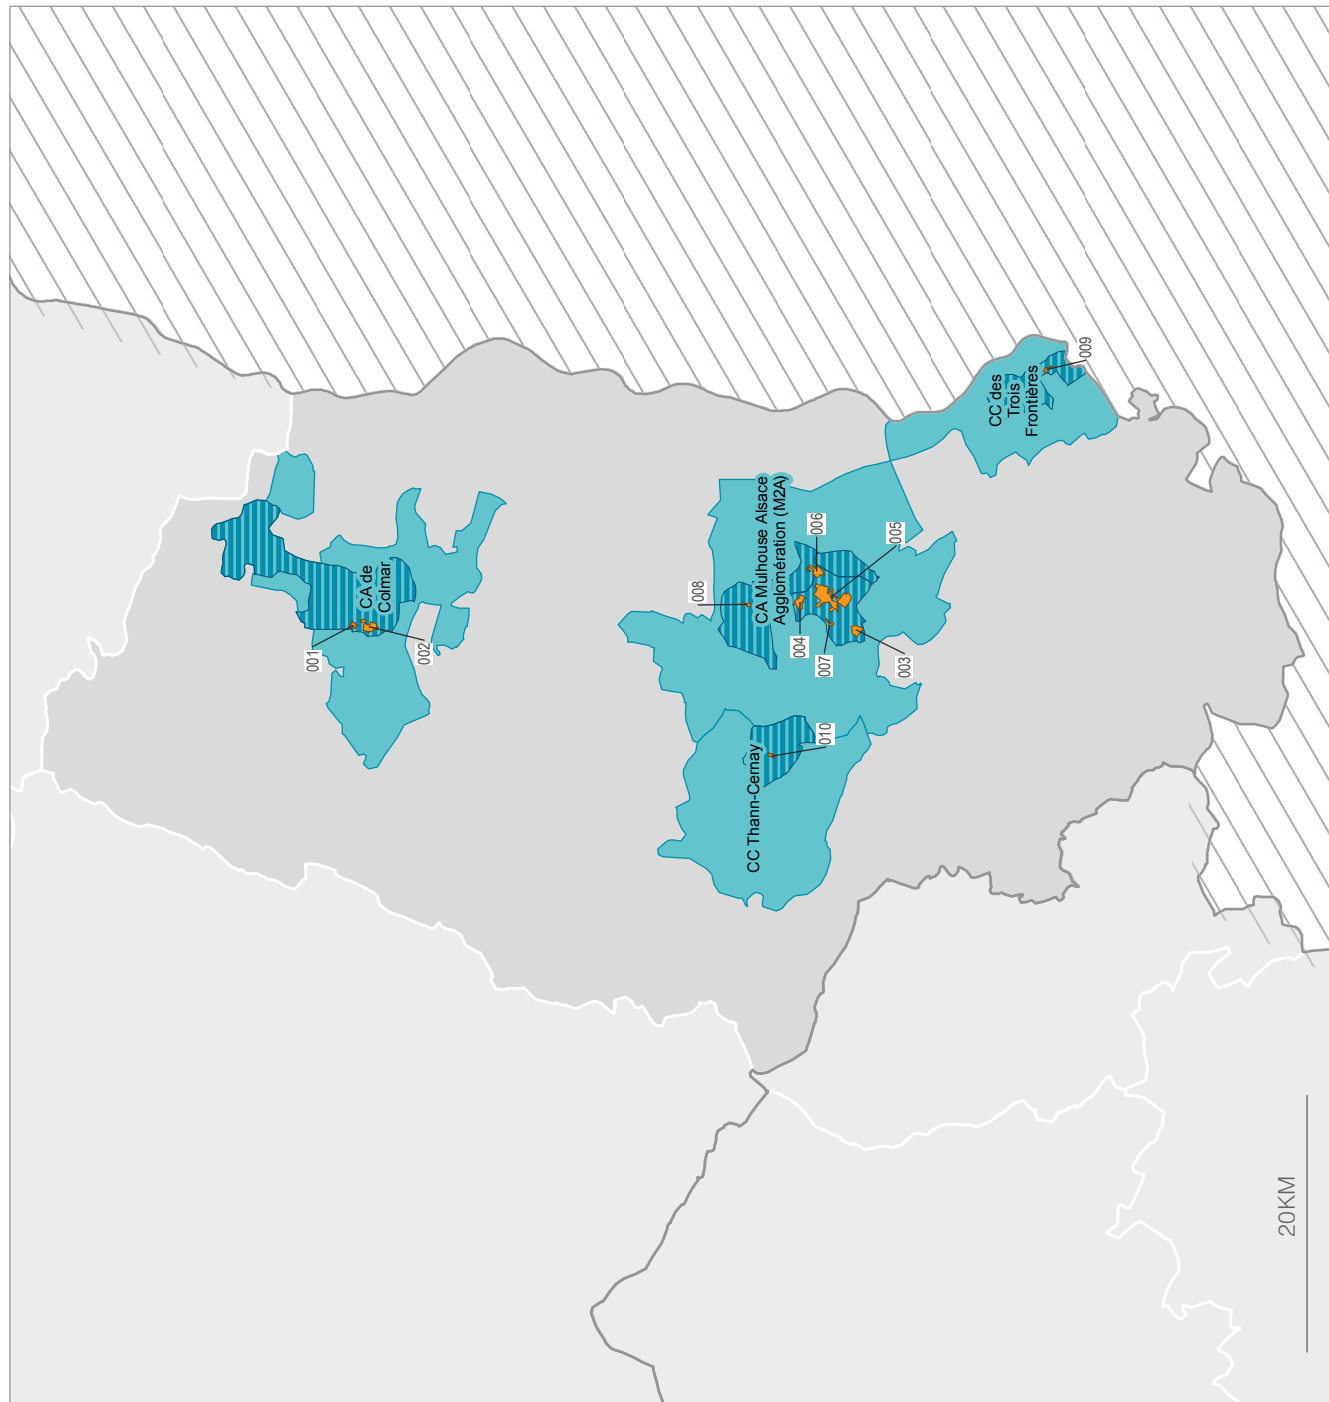 001
CA de
Colmar
002
008
CA Mulhouse Alsace
Agglomération (M2A)
004
006
007
005
003
CC Thann-Cernay
010
CC des
Trois
Frontières
009
20KM